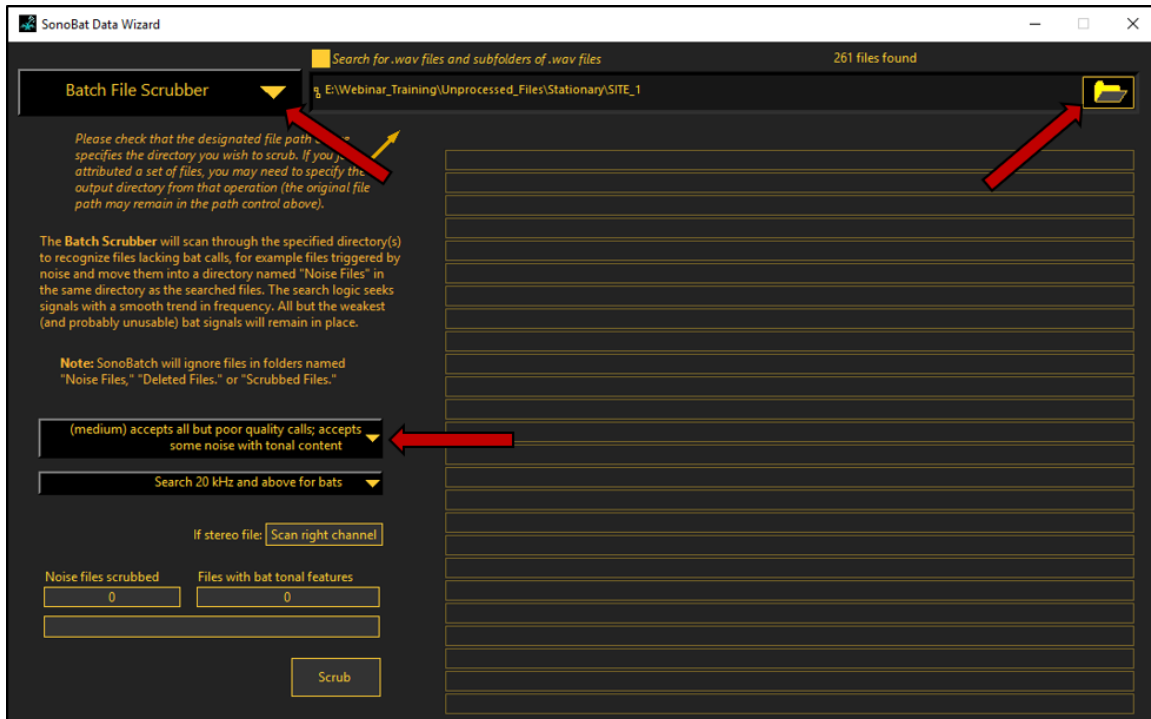 SonoBat Data Wizard
Search for .wav files and subfolders of .wav files
261 files found
Batch File Scrubber
E:\Webinar_Training\Unprocessed_Files\Stationary\SITE_1
Please check that the designated file path
specifies the directory you wish to scrub. If you
attributed a set of files, you may need to specify the
output directory from that operation (the original file
path may remain in the path control above).
The Batch Scrubber will scan through the specified directory(s)
to recognize files lacking bat calls, for example files triggered by
noise and move them into a directory named "Noise Files" in
the same directory as the searched files. The search logic seeks
signals with a smooth trend in frequency. All but the weakest
(and probably unusable) bat signals will remain in place.
Note: SonoBatch will ignore files in folders named
"Noise Files," "Deleted Files." or "Scrubbed Files."
(medium) accepts all but poor quality calls; accepts
some noise with tonal content
Search 20 kHz and above for bats
If stereo file: Scan right channel
Noise files scrubbed
Files with bat tonal features
0
0
Scrub